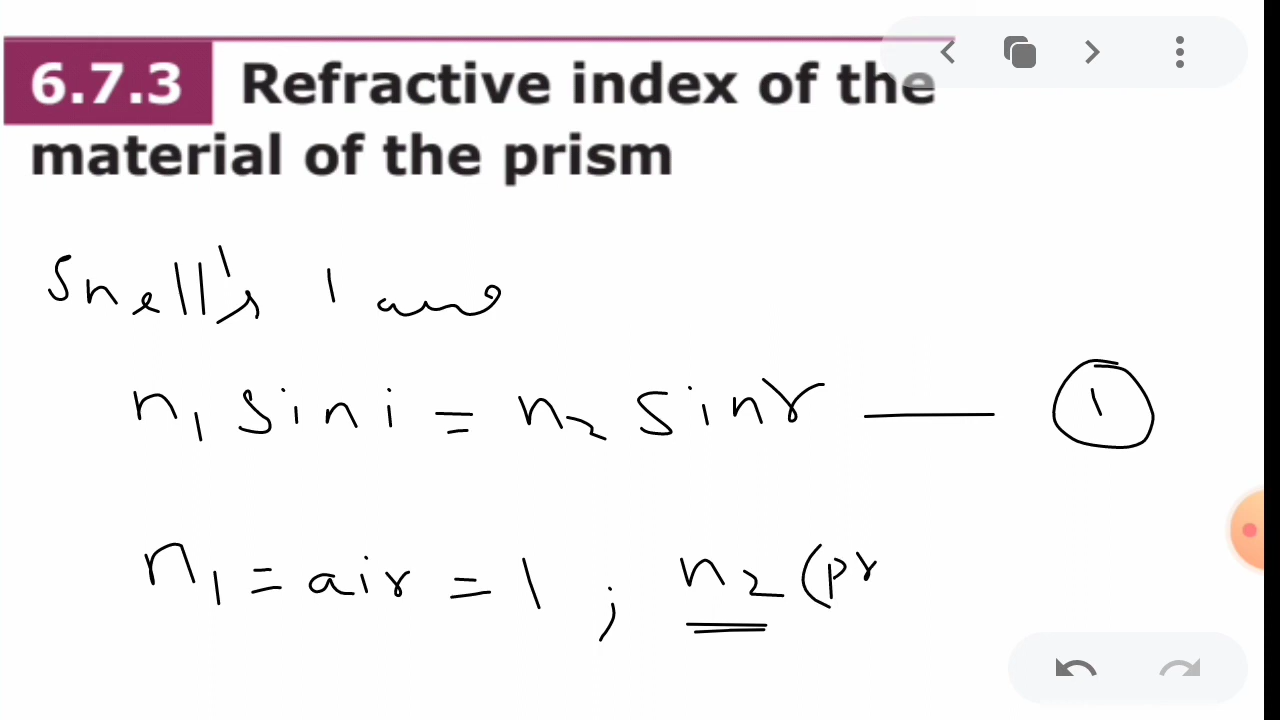 6.7.3 Refractive index of the
material of the prism
Snell's law
n₁ sin i = n₂ sin r —— ①
n₁ = air = 1 ; n₂ (pr